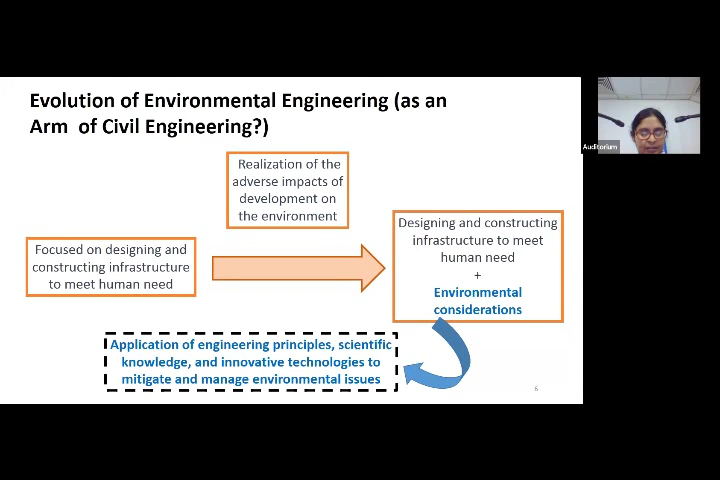 Evolution of Environmental Engineering (as an
Arm of Civil Engineering?)
Realization of the
adverse impacts of
development on
the environment
Focused on designing and
constructing infrastructure
to meet human need
Designing and constructing
infrastructure to meet
human need
+
Environmental
considerations
Application of engineering principles, scientific
knowledge, and innovative technologies to
mitigate and manage environmental issues
6
Auditorium